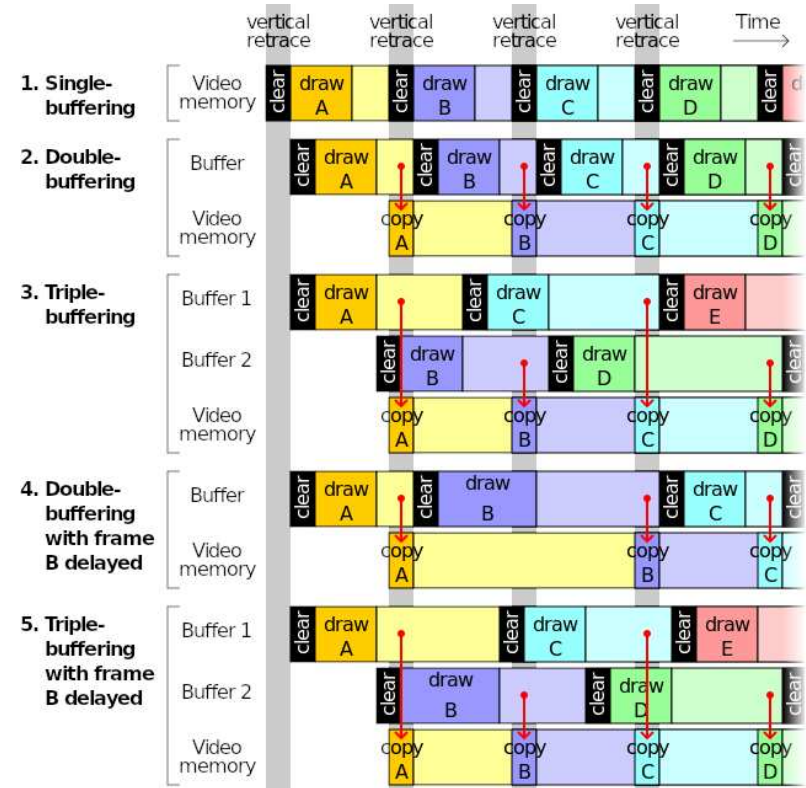 vertical retrace
vertical retrace
vertical retrace
vertical retrace
Time
1. Single-buffering
Video memory
clear
draw A
clear
draw B
clear
draw C
clear
draw D
clear
d
2. Double-buffering
Buffer
clear
draw A
clear
draw B
clear
draw C
clear
draw D
clear
Video memory
copy A
copy B
copy C
copy D
3. Triple-buffering
Buffer 1
clear
draw A
clear
draw C
clear
draw E
Buffer 2
clear
draw B
clear
draw D
clear
Video memory
copy A
copy B
copy C
copy D
4. Double-buffering with frame B delayed
Buffer
clear
draw A
clear
draw B
clear
draw C
clear
Video memory
copy A
copy B
copy C
5. Triple-buffering with frame B delayed
Buffer 1
clear
draw A
clear
draw C
clear
draw E
Buffer 2
clear
draw B
clear
draw D
clear
Video memory
copy A
copy B
copy C
copy D